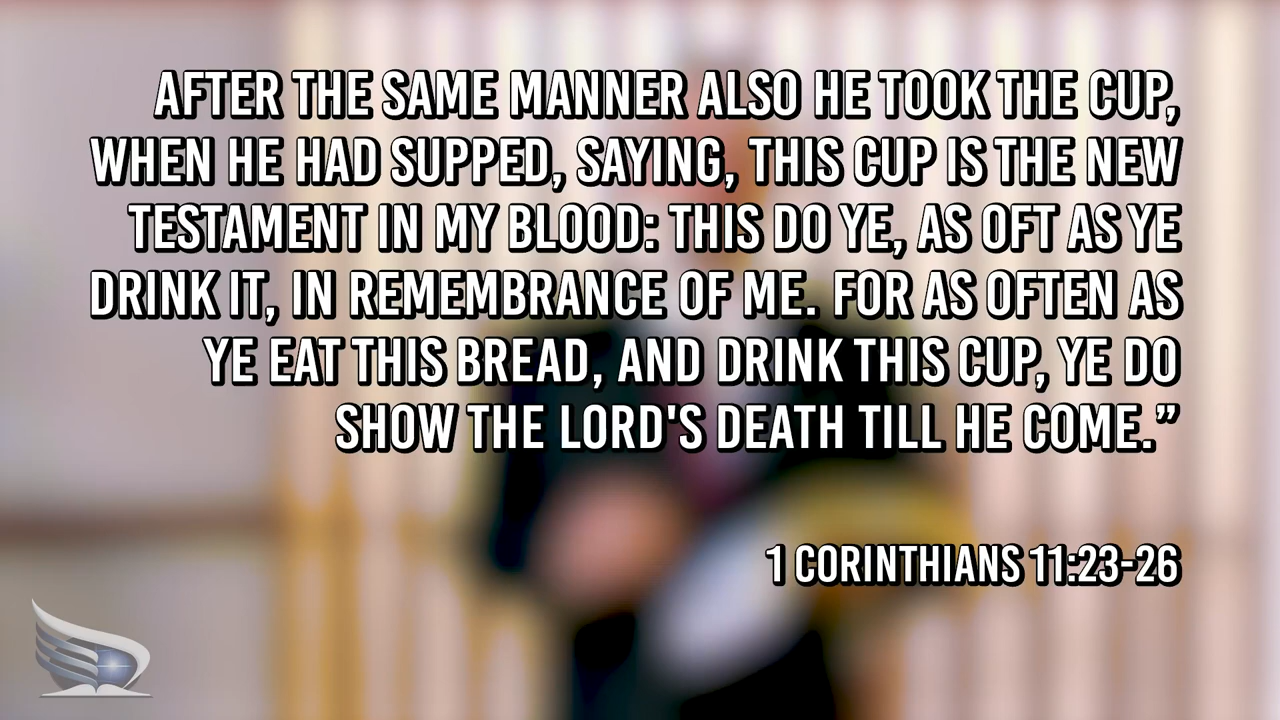 AFTER THE SAME MANNER ALSO HE TOOK THE CUP,
WHEN HE HAD SUPPED, SAYING, THIS CUP IS THE NEW
TESTAMENT IN MY BLOOD: THIS DO YE, AS OFT AS YE
DRINK IT, IN REMEMBRANCE OF ME. FOR AS OFTEN AS
YE EAT THIS BREAD, AND DRINK THIS CUP, YE DO
SHOW THE LORD'S DEATH TILL HE COME.”
1 CORINTHIANS 11:23-26